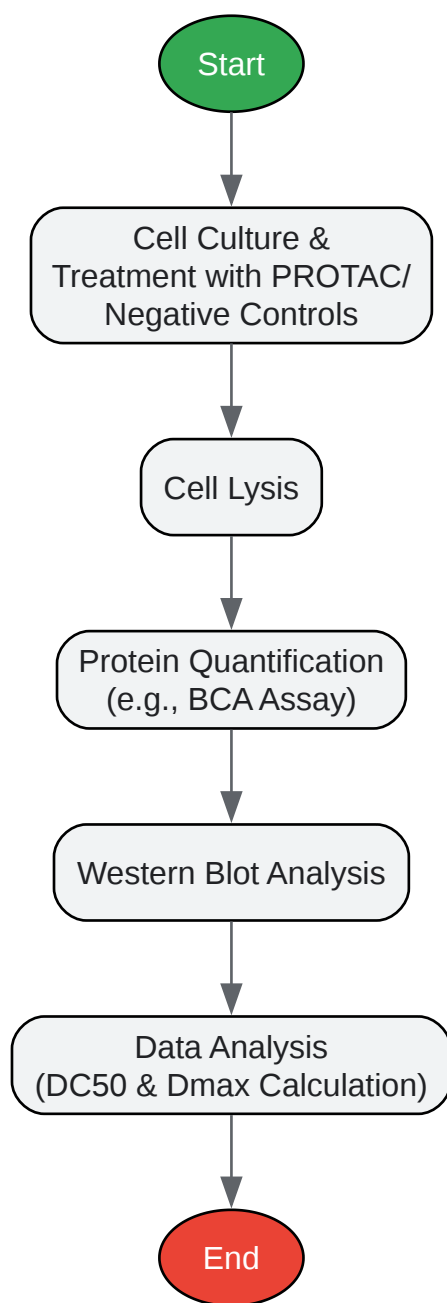 Start
Cell Culture &
Treatment with PROTAC/
Negative Controls
Cell Lysis
Protein Quantification
(e.g., BCA Assay)
Western Blot Analysis
Data Analysis
(DC50 & Dmax Calculation)
End